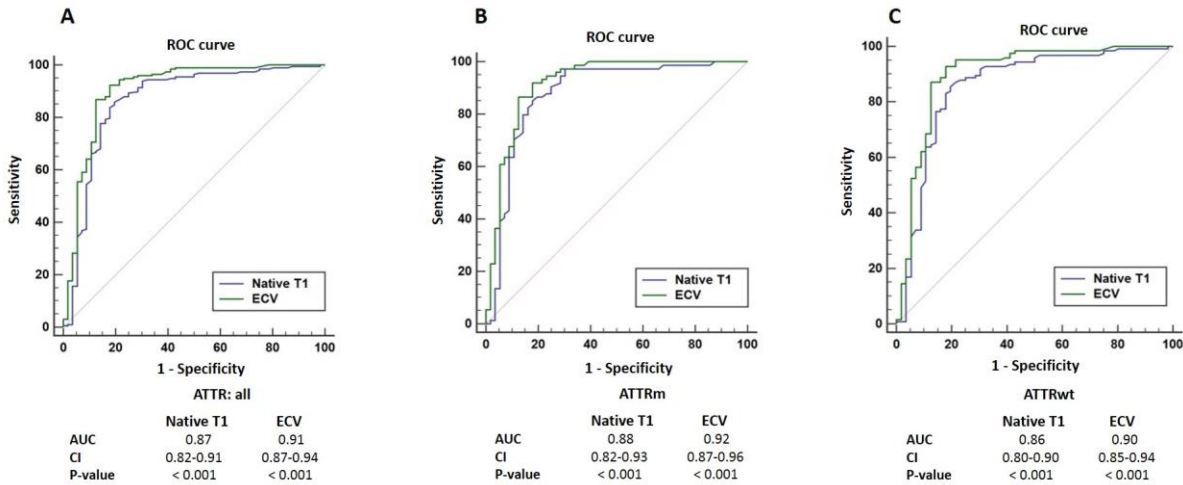 A
ROC curve
Sensitivity
100
80
60
40
20
0
Native T1
ECV
0 20 40 60 80 100
1 - Specificity
ATTR: all
Native T1 ECV
AUC 0.87 0.91
CI 0.82-0.91 0.87-0.94
P-value < 0.001 < 0.001
B
ROC curve
Sensitivity
100
80
60
40
20
0
Native T1
ECV
0 20 40 60 80 100
1 - Specificity
ATTRm
Native T1 ECV
AUC 0.88 0.92
CI 0.82-0.93 0.87-0.96
P-value < 0.001 < 0.001
C
ROC curve
Sensitivity
100
80
60
40
20
0
Native T1
ECV
0 20 40 60 80 100
1 - Specificity
ATTRwt
Native T1 ECV
AUC 0.86 0.90
CI 0.80-0.90 0.85-0.94
P-value < 0.001 < 0.001